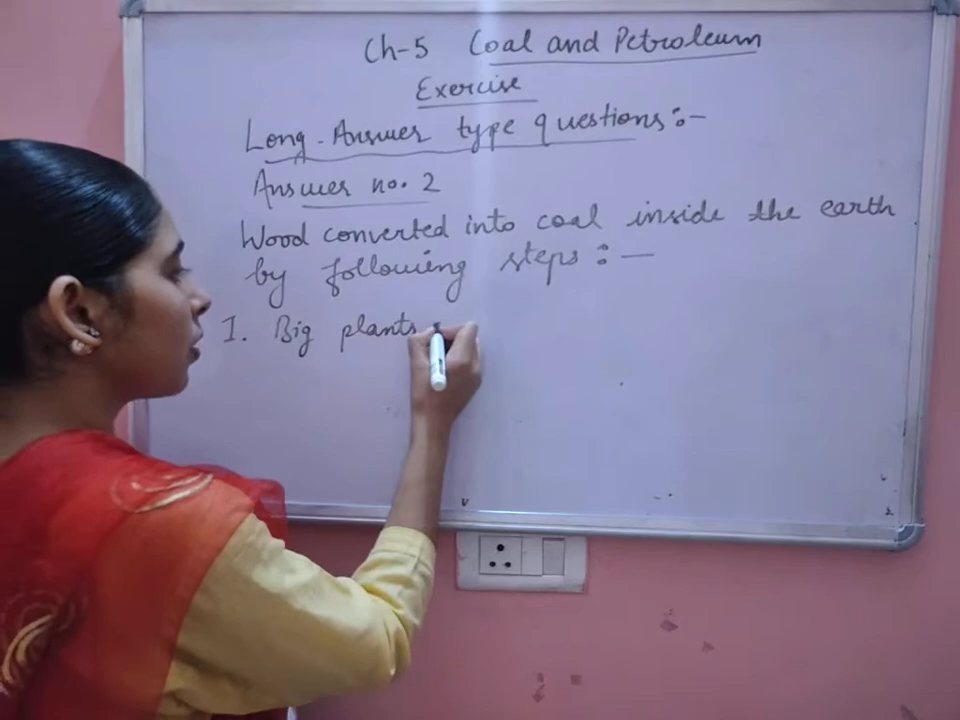 Ch-5 Coal and Petroleum
Exercise
Long-Answer type questions:-
Answer no. 2
Wood converted into coal inside the earth
by following steps :-
1. Big plants